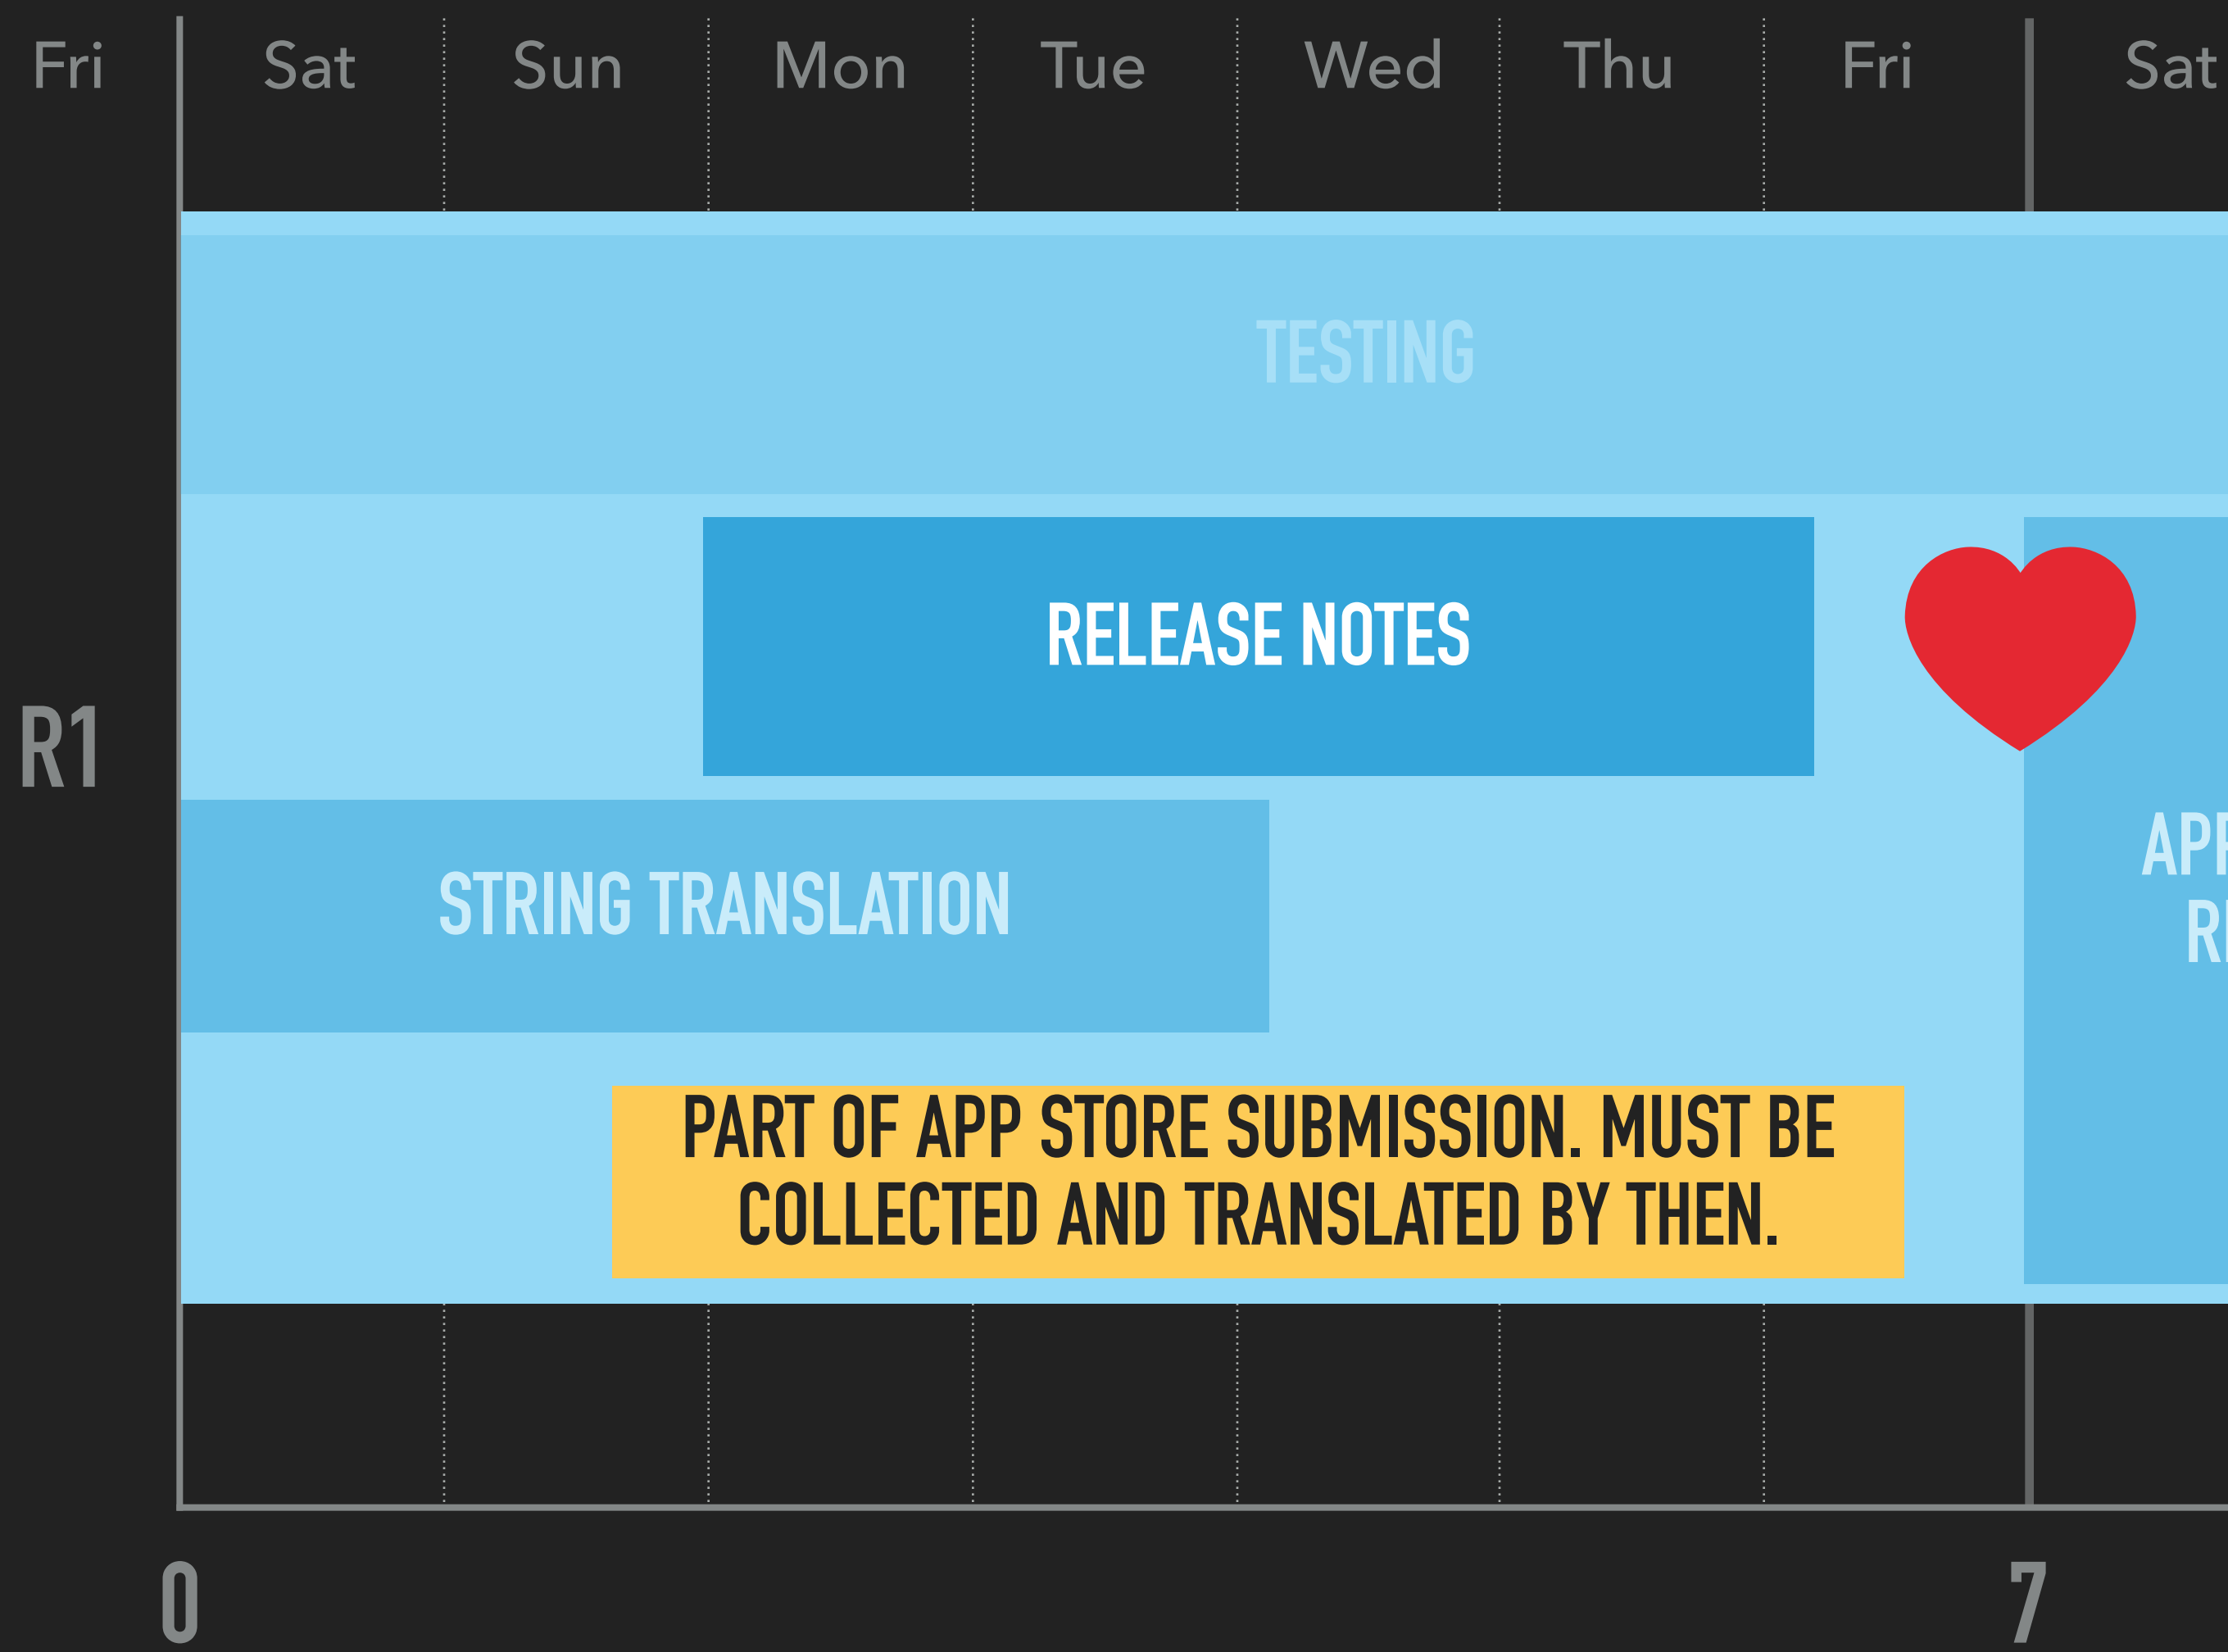 Fri Sat Sun Mon Tue Wed Thu Fri Sat
TESTING
RELEASE NOTES
R1
STRING TRANSLATION
PART OF APP STORE SUBMISSION. MUST BE
COLLECTED AND TRANSLATED BY THEN.
0 7